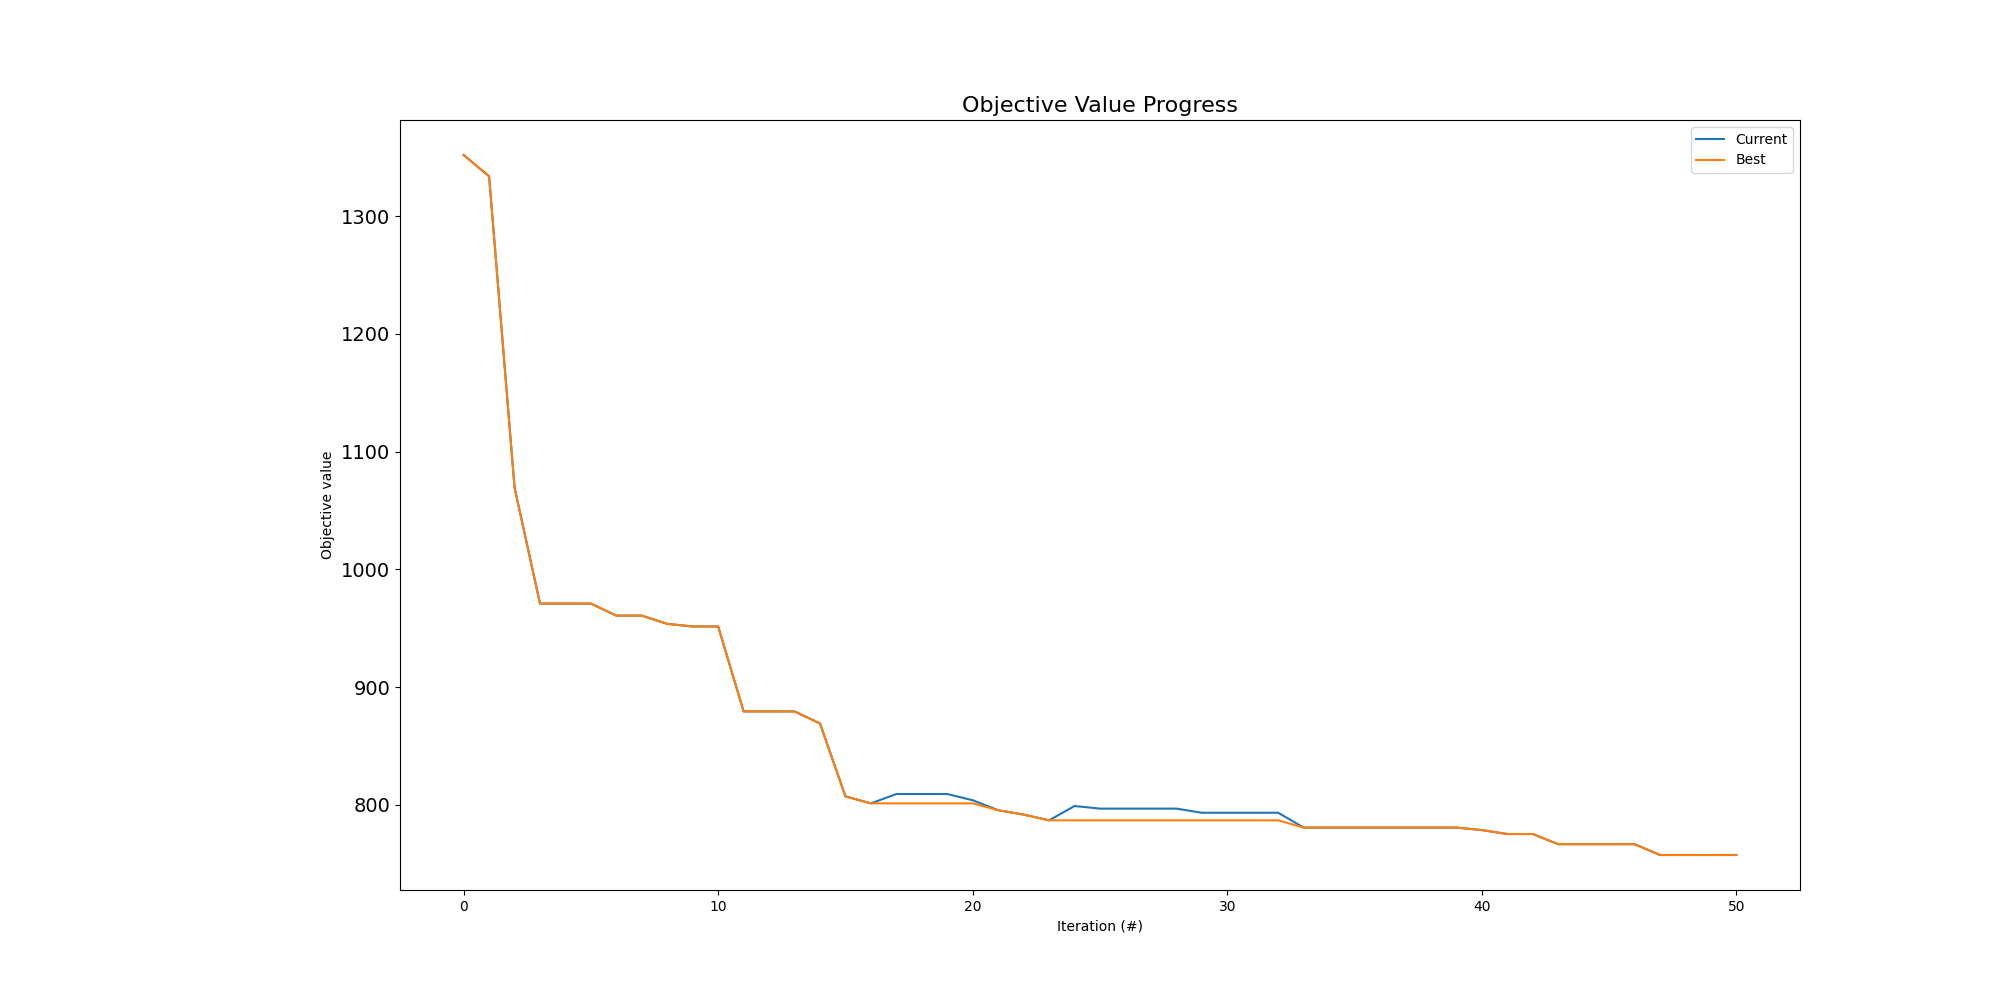 Objective Value Progress
Current
Best
1300
1200
1100
1000
900
800
Objective value
0 10 20 30 40 50
Iteration (#)